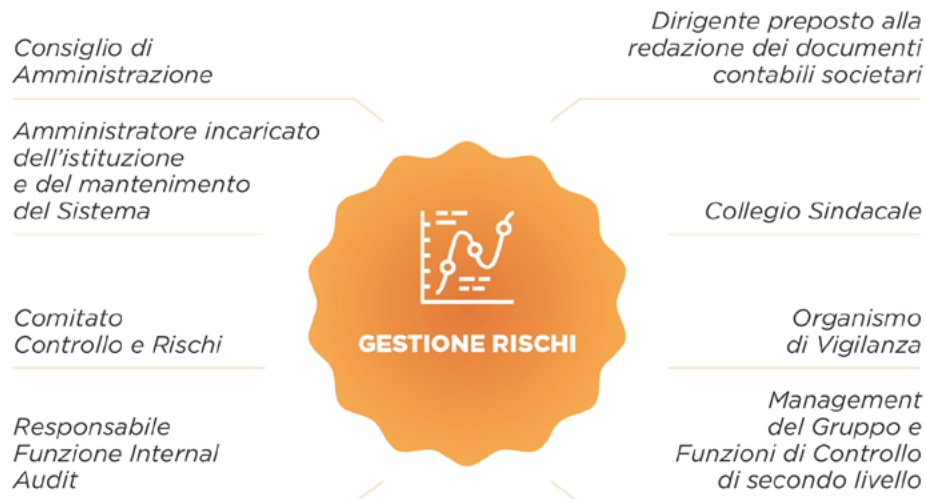 Consiglio di
Amministrazione
Amministratore incaricato
dell'istituzione
e del mantenimento
del Sistema
Comitato
Controllo e Rischi
Responsabile
Funzione Internal
Audit
GESTIONE RISCHI
Dirigente preposto alla
redazione dei documenti
contabili societari
Collegio Sindacale
Organismo
di Vigilanza
Management
del Gruppo e
Funzioni di Controllo
di secondo livello